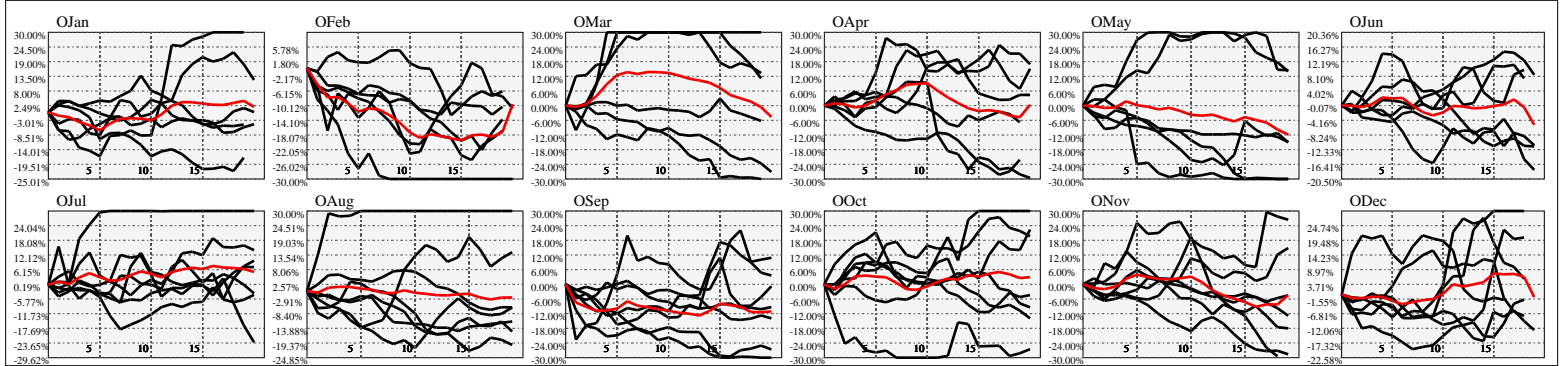 OJan OFeb OMar OApr OMay OJun
30.00% 24.50% 19.00% 13.50% 8.00% 2.49% -3.01% -8.51% -14.01% -19.51% -25.01% 5 10 15
5.78% 1.80% -2.17% -6.15% -10.12% -14.10% -18.07% -22.05% -26.02% -30.00% 5 10 15
30.00% 24.00% 18.00% 12.00% 6.00% 0.00% -6.00% -12.00% -18.00% -24.00% -30.00% 5 10 15
30.00% 24.00% 18.00% 12.00% 6.00% 0.00% -6.00% -12.00% -18.00% -24.00% -30.00% 5 10 15
30.00% 24.00% 18.00% 12.00% 6.00% 0.00% -6.00% -12.00% -18.00% -24.00% -30.00% 5 10 15
20.36% 16.27% 12.19% 8.10% 4.02% -0.07% -4.16% -8.24% -12.33% -16.41% -20.50% 5 10 15
OJul OAug OSep OOct ONov ODec
24.04% 18.08% 12.12% 6.15% 0.19% -5.77% -11.73% -17.69% -23.65% -29.62% 5 10 15
30.00% 24.51% 19.03% 13.54% 8.06% 2.57% -2.91% -8.40% -13.88% -19.37% -24.85% 5 10 15
30.00% 24.00% 18.00% 12.00% 6.00% 0.00% -6.00% -12.00% -18.00% -24.00% -30.00% 5 10 15
30.00% 24.00% 18.00% 12.00% 6.00% 0.00% -6.00% -12.00% -18.00% -24.00% -30.00% 5 10 15
30.00% 24.00% 18.00% 12.00% 6.00% 0.00% -6.00% -12.00% -18.00% -24.00% -30.00% 5 10 15
24.74% 19.48% 14.23% 8.97% 3.71% -1.55% -6.81% -12.06% -17.32% -22.58% 5 10 15